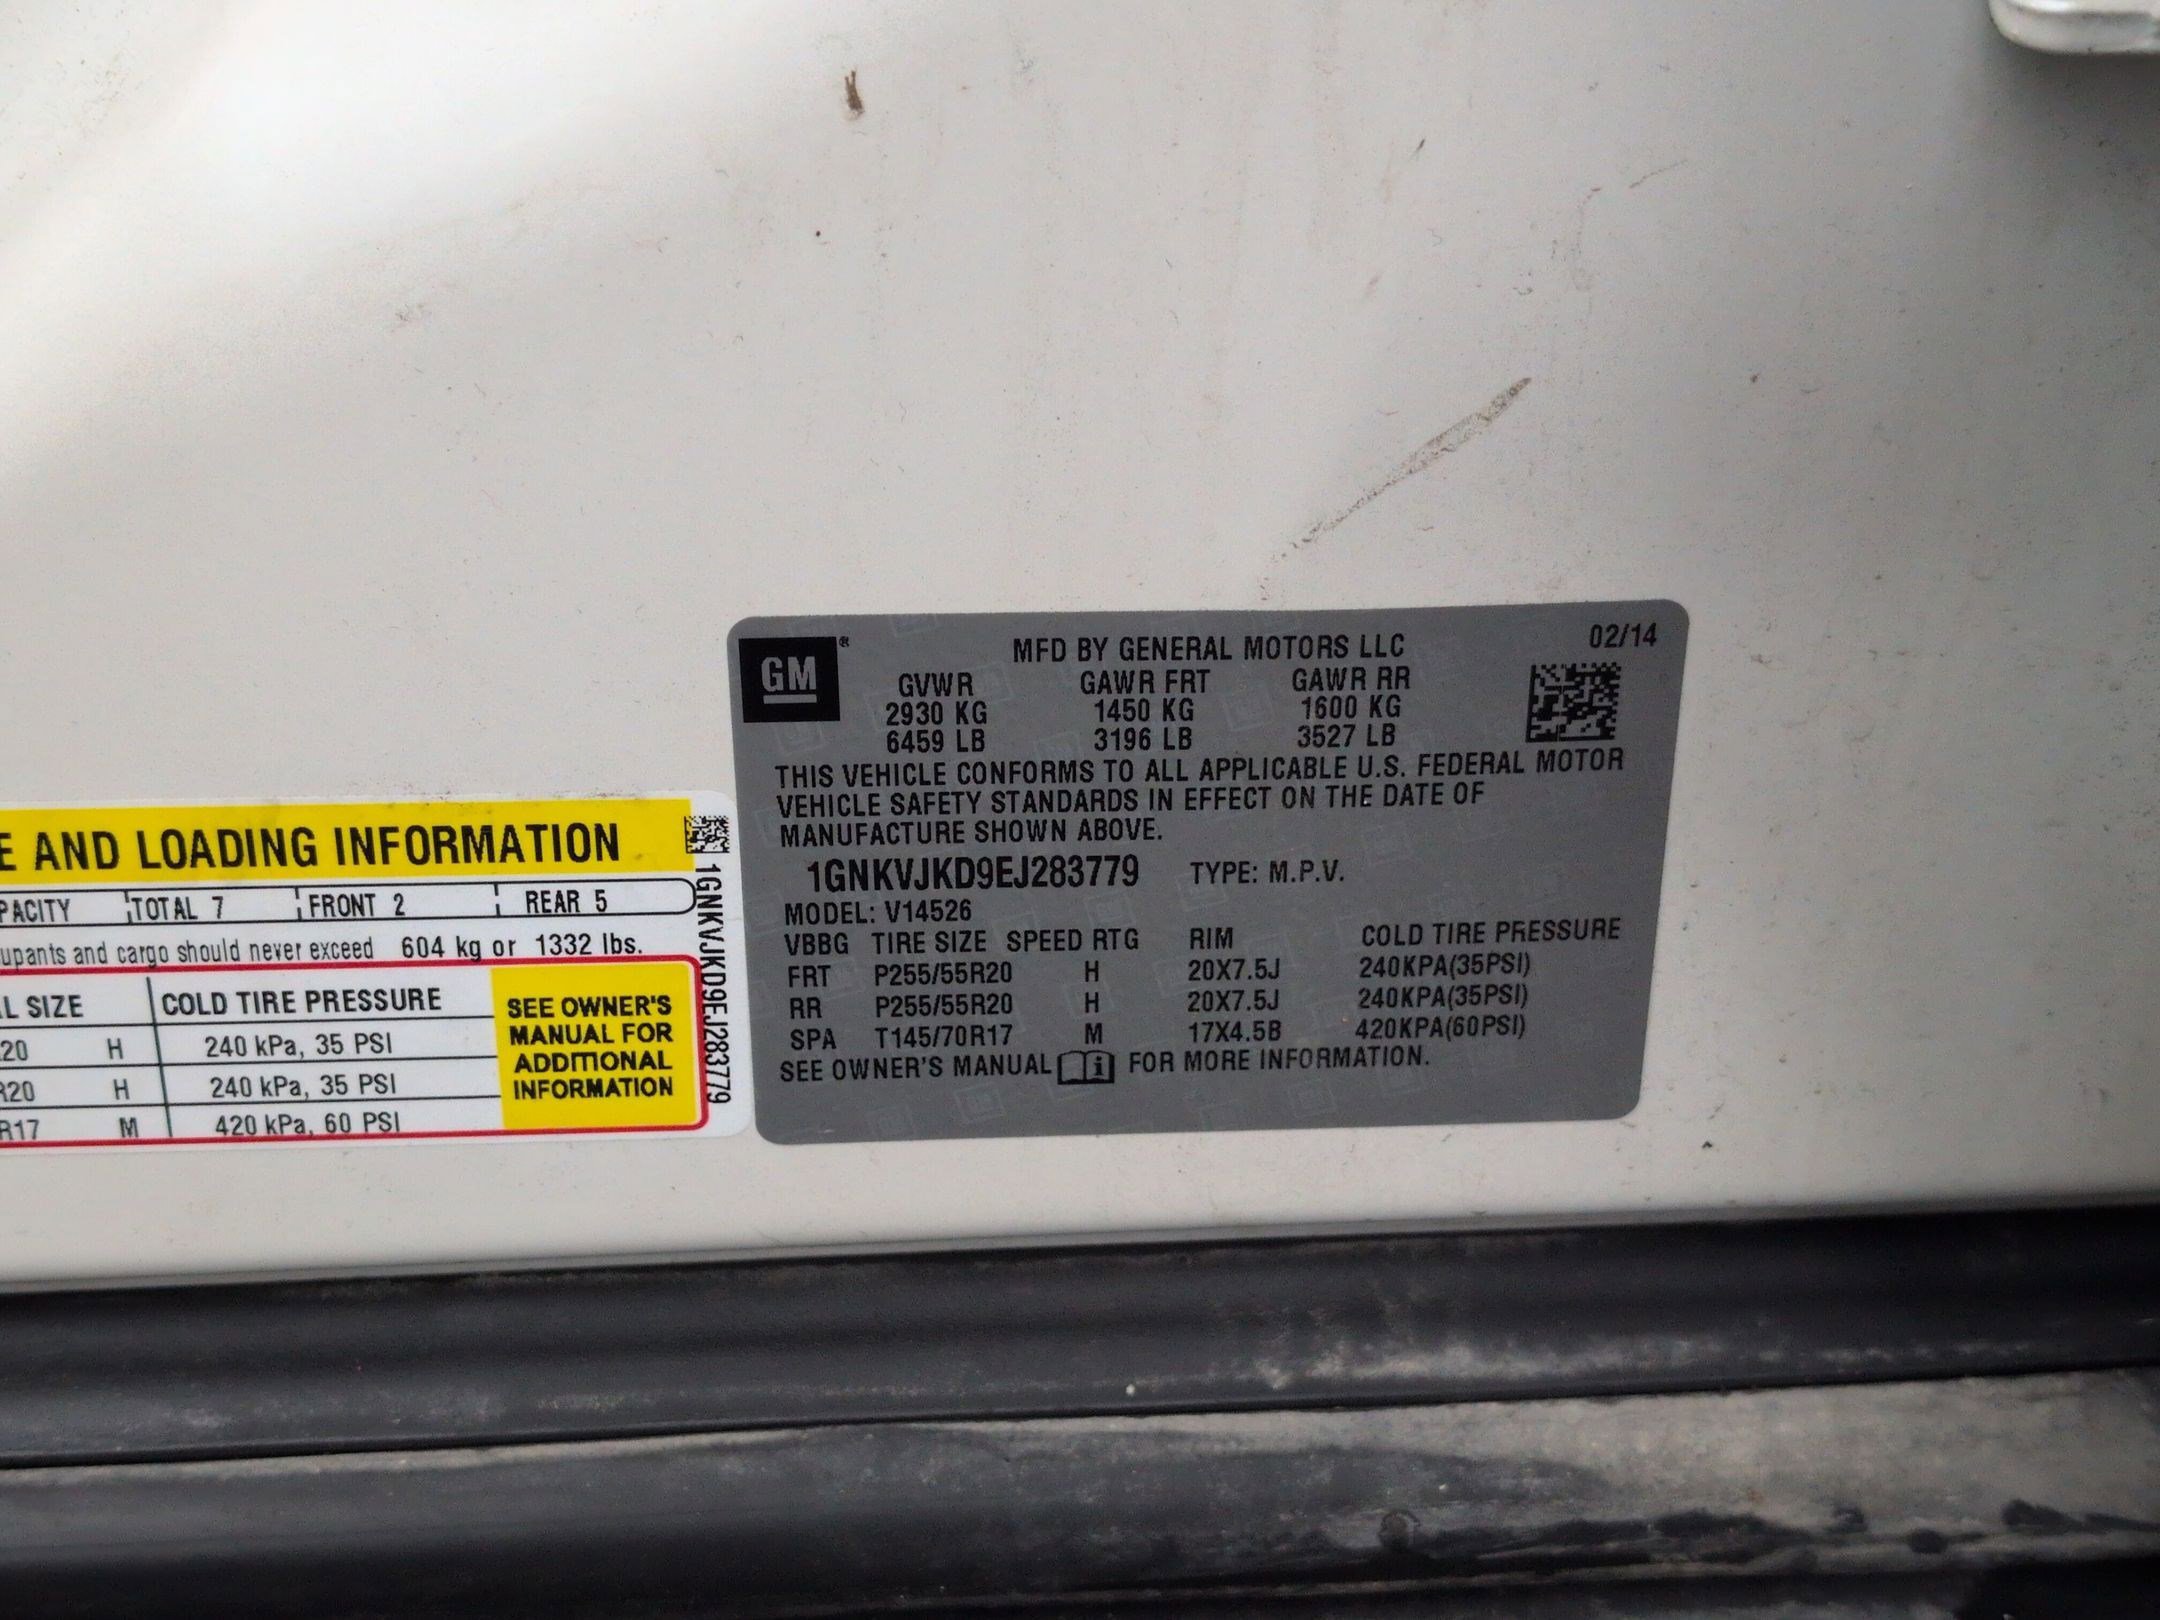 GM ®
MFD BY GENERAL MOTORS LLC 02/14
GVWR GAWR FRT GAWR RR
2930 KG 1450 KG 1600 KG
6459 LB 3196 LB 3527 LB
THIS VEHICLE CONFORMS TO ALL APPLICABLE U.S. FEDERAL MOTOR
VEHICLE SAFETY STANDARDS IN EFFECT ON THE DATE OF
MANUFACTURE SHOWN ABOVE.
1GNKVJKD9EJ283779 TYPE: M.P.V.
MODEL: V14526
VBBG TIRE SIZE SPEED RTG RIM COLD TIRE PRESSURE
FRT P255/55R20 H 20X7.5J 240KPA(35PSI)
RR P255/55R20 H 20X7.5J 240KPA(35PSI)
SPA T145/70R17 M 17X4.5B 420KPA(60PSI)
SEE OWNER'S MANUAL i FOR MORE INFORMATION.
E AND LOADING INFORMATION
PACITY TOTAL 7 FRONT 2 REAR 5
upants and cargo should never exceed 604 kg or 1332 lbs.
AL SIZE COLD TIRE PRESSURE
20 H 240 kPa, 35 PSI
R20 H 240 kPa, 35 PSI
R17 M 420 kPa, 60 PSI
SEE OWNER'S
MANUAL FOR
ADDITIONAL
INFORMATION
1GNKVJKD9EJ283779